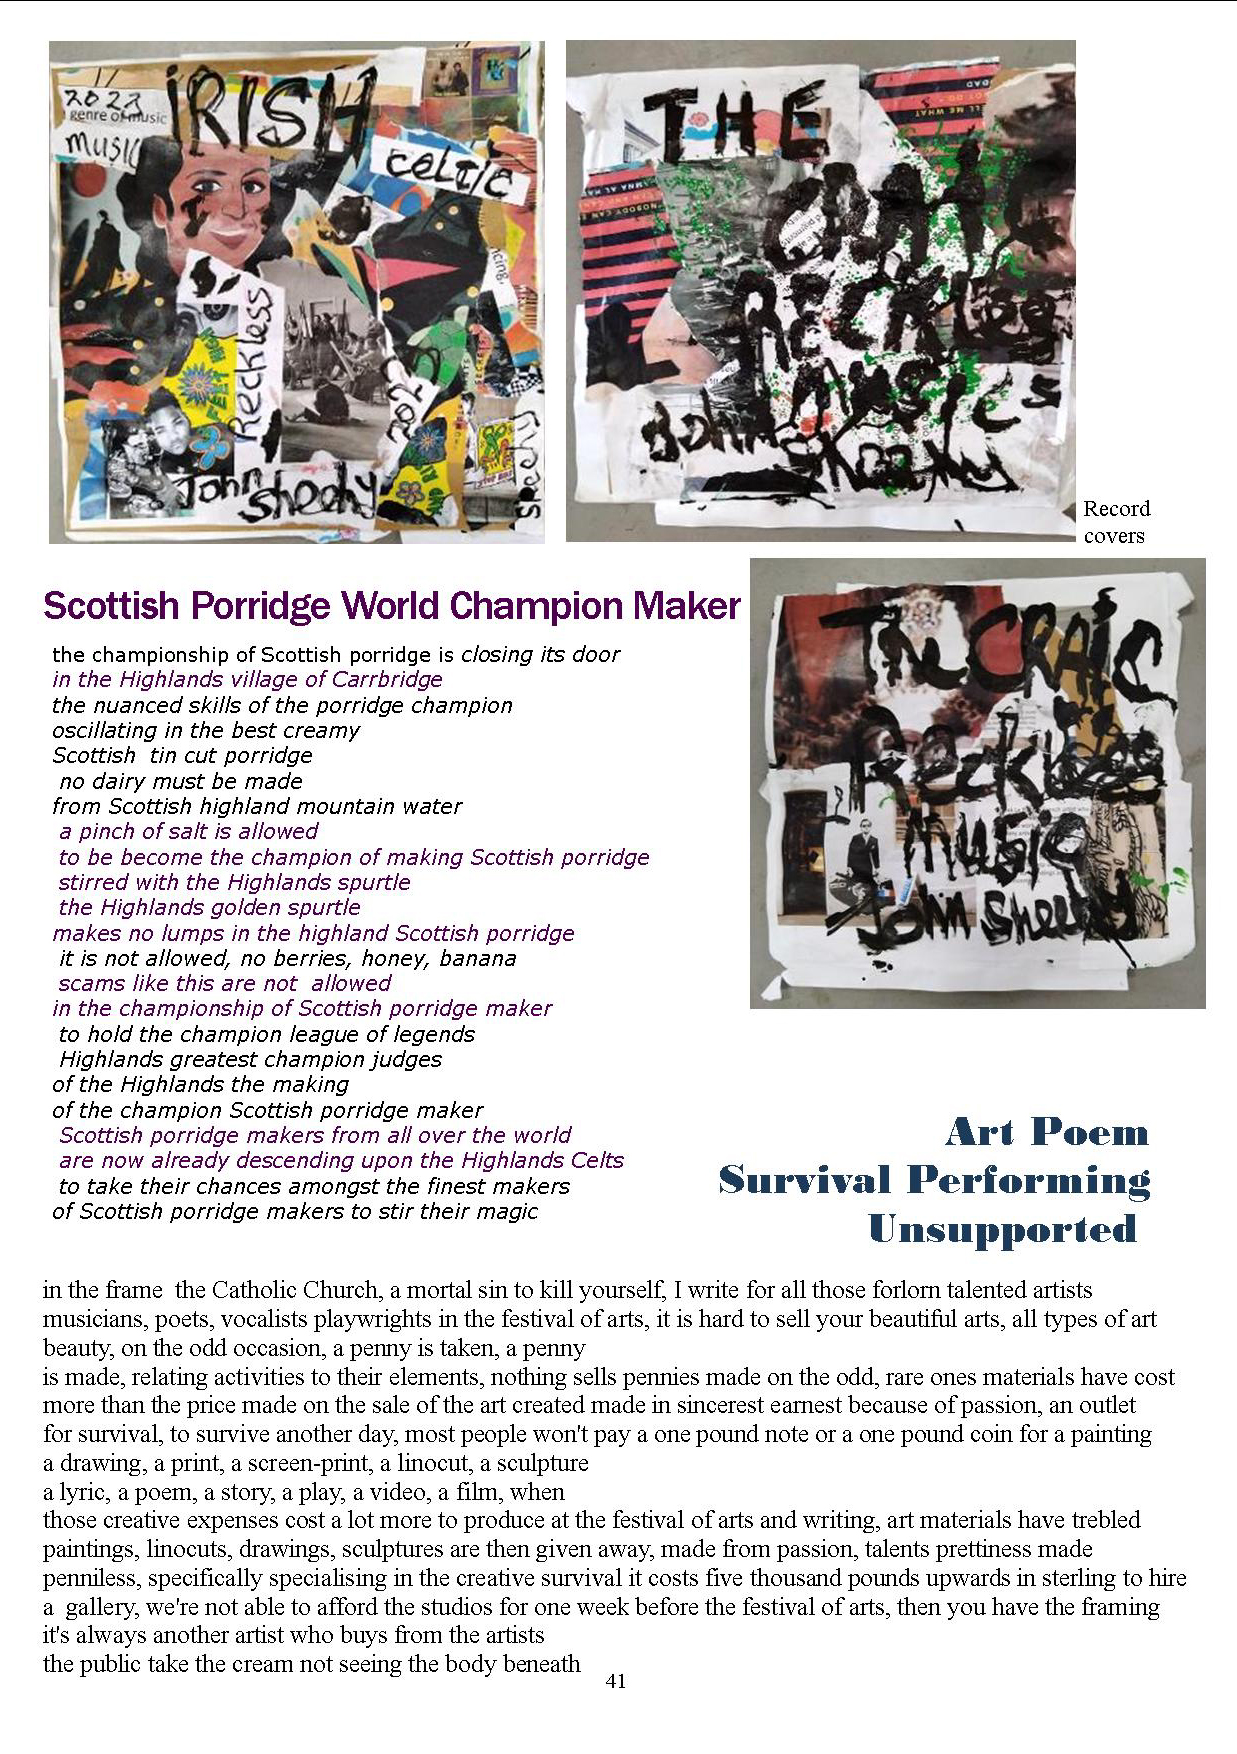 2023
genre of music
IRISH
music
celtic
Reckless
FELT
2023
John
Sheehy
Sheehy
THE
DAD
LL ME WHAT
NOBODY CAN
Reckless
music
John Sheehy
Record
covers
Scottish Porridge World Champion Maker
the championship of Scottish porridge is closing its door
in the Highlands village of Carrbridge
the nuanced skills of the porridge champion
oscillating in the best creamy
Scottish tin cut porridge
no dairy must be made
from Scottish highland mountain water
a pinch of salt is allowed
to be become the champion of making Scottish porridge
stirred with the Highlands spurtle
the Highlands golden spurtle
makes no lumps in the highland Scottish porridge
it is not allowed, no berries, honey, banana
scams like this are not allowed
in the championship of Scottish porridge maker
to hold the champion league of legends
Highlands greatest champion judges
of the Highlands the making
of the champion Scottish porridge maker
Scottish porridge makers from all over the world
are now already descending upon the Highlands Celts
to take their chances amongst the finest makers
of Scottish porridge makers to stir their magic
The CRAIC
Reckless
music
John Sheehy
Art Poem
Survival Performing
Unsupported
in the frame the Catholic Church, a mortal sin to kill yourself, I write for all those forlorn talented artists
musicians, poets, vocalists playwrights in the festival of arts, it is hard to sell your beautiful arts, all types of art
beauty, on the odd occasion, a penny is taken, a penny
is made, relating activities to their elements, nothing sells pennies made on the odd, rare ones materials have cost
more than the price made on the sale of the art created made in sincerest earnest because of passion, an outlet
for survival, to survive another day, most people won't pay a one pound note or a one pound coin for a painting
a drawing, a print, a screen-print, a linocut, a sculpture
a lyric, a poem, a story, a play, a video, a film, when
those creative expenses cost a lot more to produce at the festival of arts and writing, art materials have trebled
paintings, linocuts, drawings, sculptures are then given away, made from passion, talents prettiness made
penniless, specifically specialising in the creative survival it costs five thousand pounds upwards in sterling to hire
a gallery, we're not able to afford the studios for one week before the festival of arts, then you have the framing
it's always another artist who buys from the artists
the public take the cream not seeing the body beneath
41